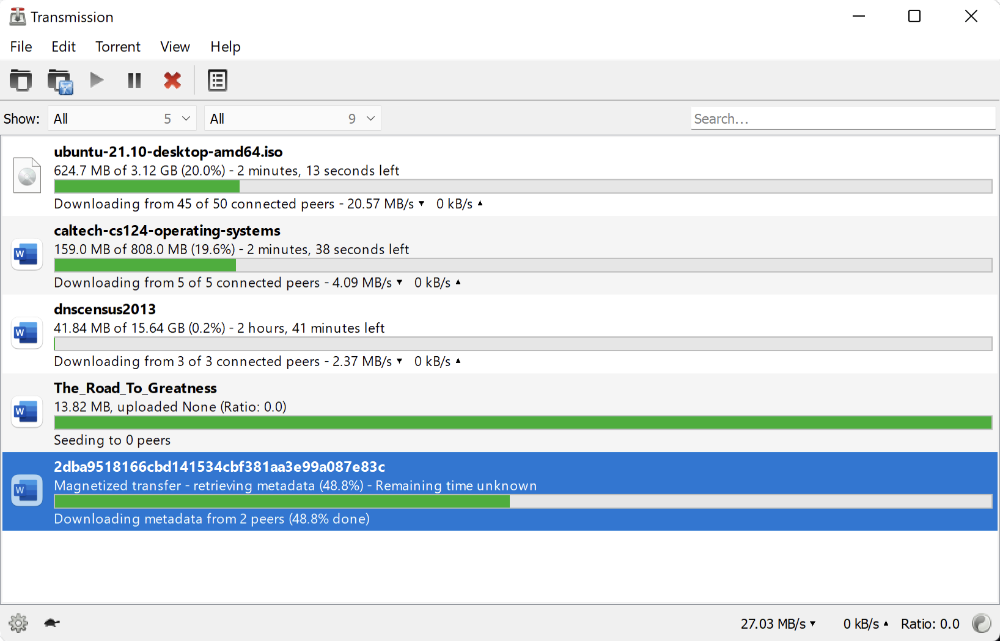 Transmission
File Edit Torrent View Help
Show: All 5 All 9 Search...
ubuntu-21.10-desktop-amd64.iso
624.7 MB of 3.12 GB (20.0%) - 2 minutes, 13 seconds left
Downloading from 45 of 50 connected peers - 20.57 MB/s ▼ 0 kB/s ▲
caltech-cs124-operating-systems
159.0 MB of 808.0 MB (19.6%) - 2 minutes, 38 seconds left
Downloading from 5 of 5 connected peers - 4.09 MB/s ▼ 0 kB/s ▲
dnscensus2013
41.84 MB of 15.64 GB (0.2%) - 2 hours, 41 minutes left
Downloading from 3 of 3 connected peers - 2.37 MB/s ▼ 0 kB/s ▲
The_Road_To_Greatness
13.82 MB, uploaded None (Ratio: 0.0)
Seeding to 0 peers
2dba9518166cbd141534cbf381aa3e99a087e83c
Magnetized transfer - retrieving metadata (48.8%) - Remaining time unknown
Downloading metadata from 2 peers (48.8% done)
27.03 MB/s ▼ 0 kB/s ▲ Ratio: 0.0